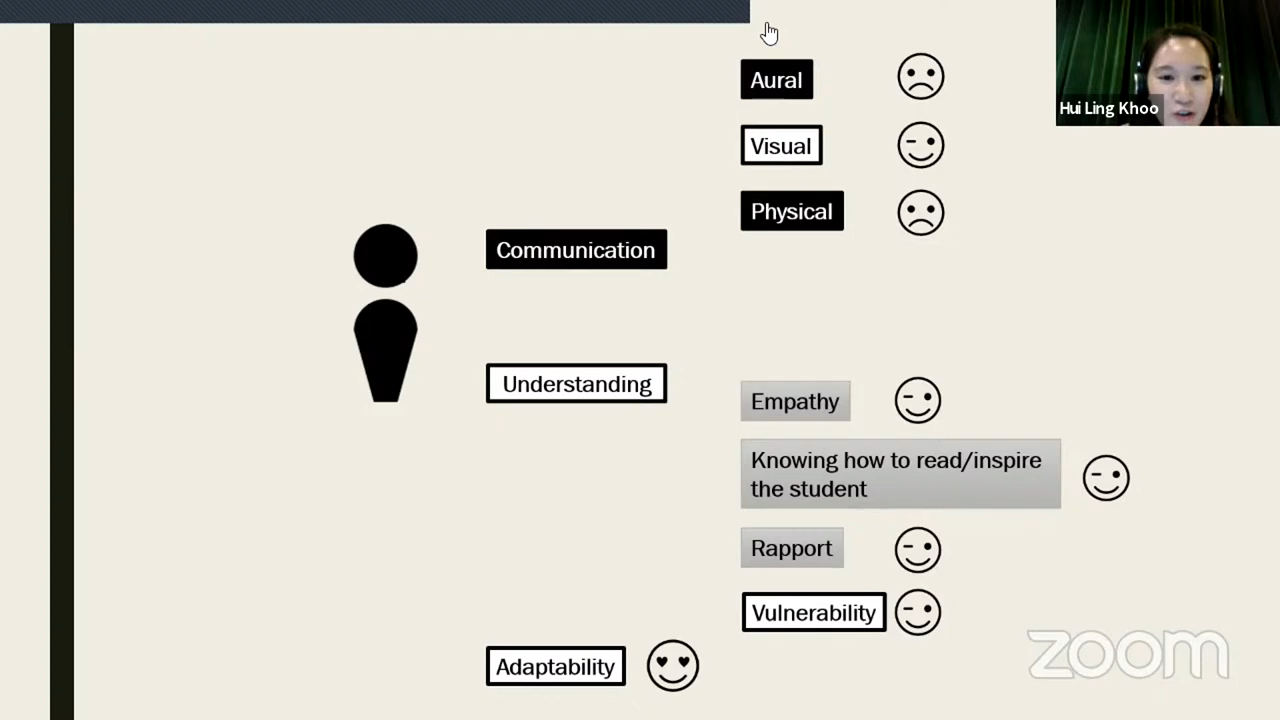 Aural
Hui Ling Khoo
Visual
Physical
Communication
Understanding
Empathy
Knowing how to read/inspire
the student
Rapport
Vulnerability
Adaptability
zoom